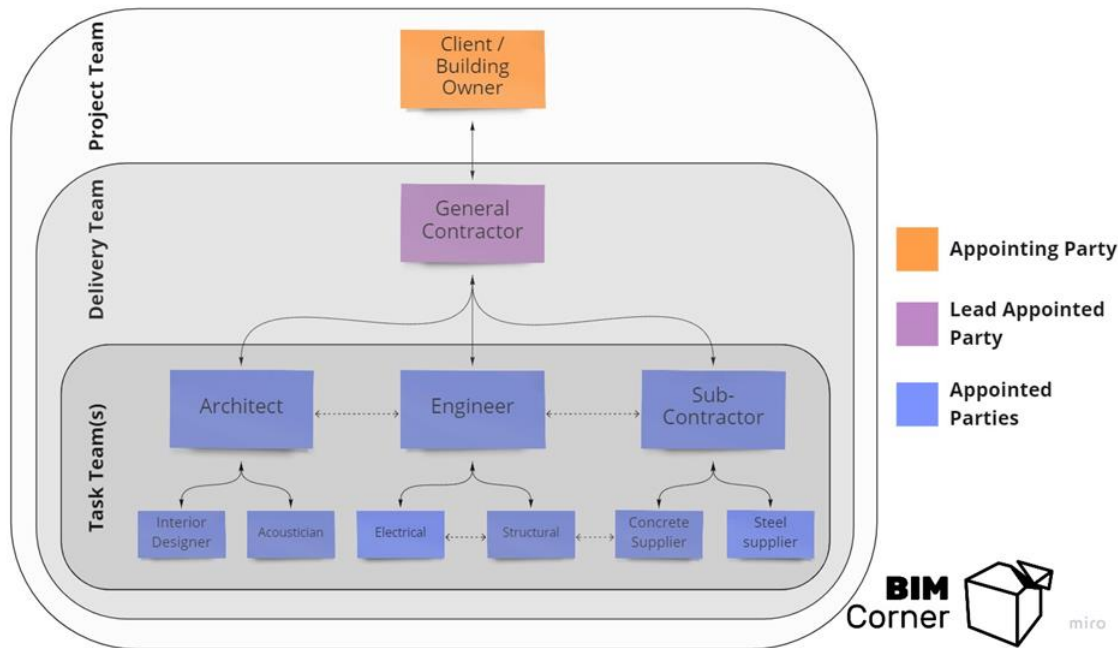 Project Team
Client /
Building
Owner
Delivery Team
General
Contractor
Task Team(s)
Architect
Engineer
Sub-
Contractor
Interior
Designer
Acoustician
Electrical
Structural
Concrete
Supplier
Steel
supplier
Appointing Party
Lead Appointed
Party
Appointed
Parties
BIM
Corner
miro